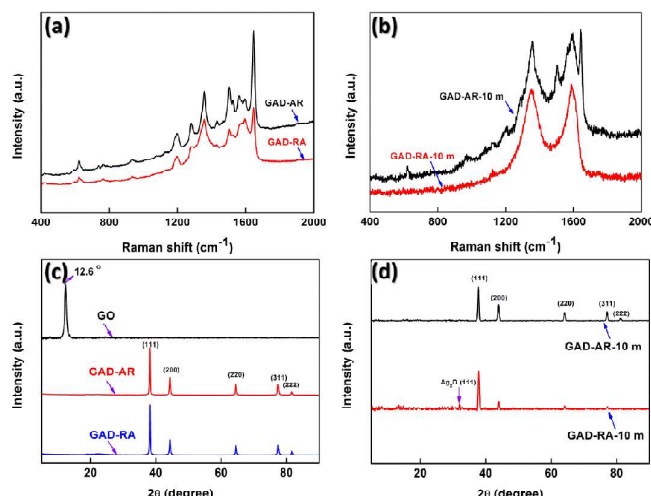 (a)
Intensity (a.u.)
GAD-AR
GAD-RA
400 800 1200 1600 2000
Raman shift (cm⁻¹)
(b)
Intensity (a.u.)
GAD-AR-10 m
GAD-RA-10 m
400 800 1200 1600 2000
Raman shift (cm⁻¹)
(c)
Intensity (a.u.)
12.6 °
GO
(111)
GAD-AR
(200)
(220)
(311)
(222)
GAD-RA
20 40 60 80
2θ (degree)
(d)
Intensity (a.u.)
(111)
(200)
(220)
(311)
(222)
GAD-AR-10 m
Ag₂O (111)
GAD-RA-10 m
20 40 60 80
2θ (degree)